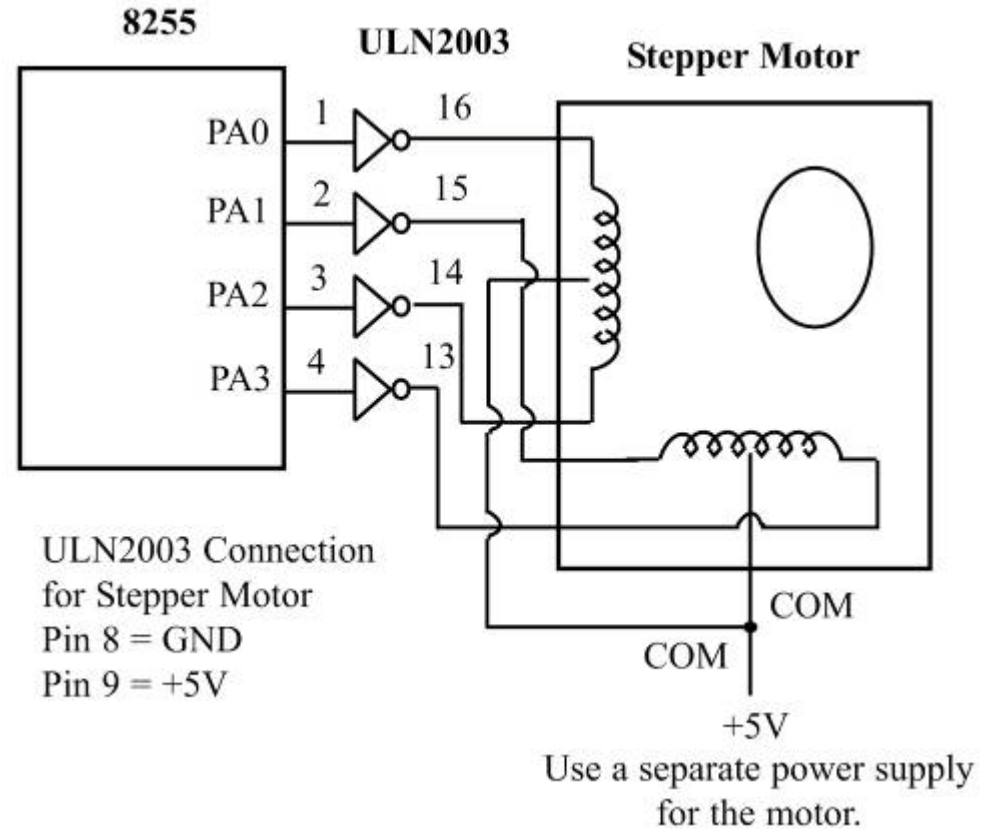 8255
ULN2003
Stepper Motor
PA0
1
16
PA1
2
15
PA2
3
14
PA3
4
13
ULN2003 Connection
for Stepper Motor
Pin 8 = GND
Pin 9 = +5V
COM
COM
+5V
Use a separate power supply
for the motor.